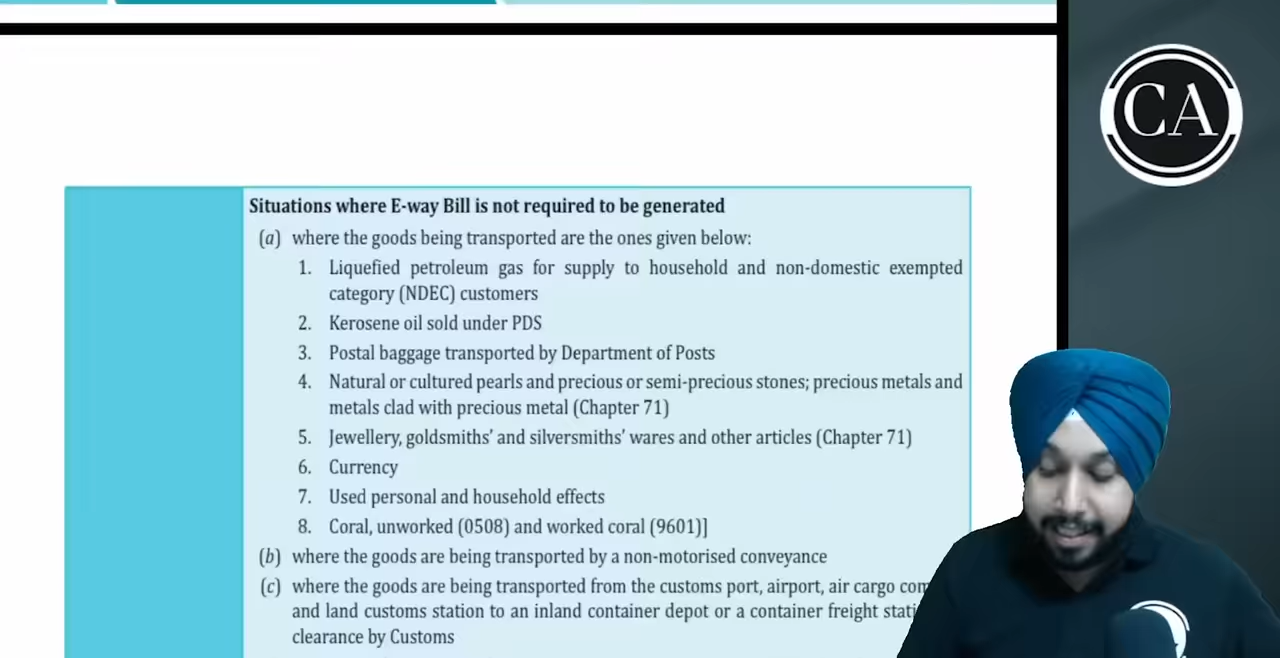 CA
Situations where E-way Bill is not required to be generated
(a) where the goods being transported are the ones given below:
1. Liquefied petroleum gas for supply to household and non-domestic exempted
category (NDEC) customers
2. Kerosene oil sold under PDS
3. Postal baggage transported by Department of Posts
4. Natural or cultured pearls and precious or semi-precious stones; precious metals and
metals clad with precious metal (Chapter 71)
5. Jewellery, goldsmiths’ and silversmiths’ wares and other articles (Chapter 71)
6. Currency
7. Used personal and household effects
8. Coral, unworked (0508) and worked coral (9601)]
(b) where the goods are being transported by a non-motorised conveyance
(c) where the goods are being transported from the customs port, airport, air cargo
and land customs station to an inland container depot or a container freight
clearance by Customs